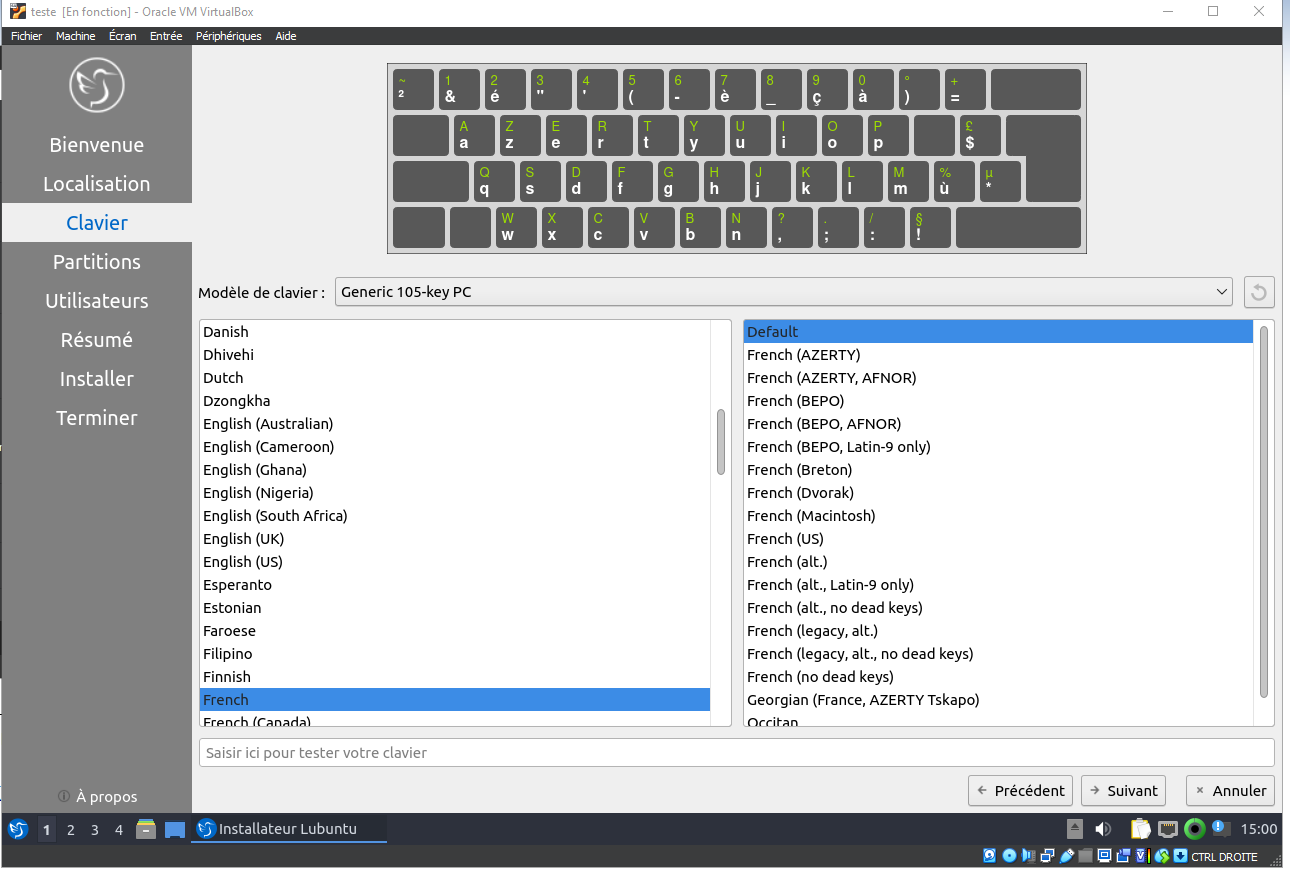 teste [En fonction] - Oracle VM VirtualBox
Fichier Machine Écran Entrée Périphériques Aide
Bienvenue
Localisation
Clavier
Partitions
Utilisateurs
Résumé
Installer
Terminer
À propos
~ 1 2 3 4 5 6 7 8 9 0 ° +
² & é " ' ( - è _ ç à ) =
A Z E R T Y U I O P £
a z e r t y u i o p $
Q S D F G H J K L M % µ
q s d f g h j k l m ù *
W X C V B N ? . / §
w x c v b n , ; : !
Modèle de clavier : Generic 105-key PC
Danish
Dhivehi
Dutch
Dzongkha
English (Australian)
English (Cameroon)
English (Ghana)
English (Nigeria)
English (South Africa)
English (UK)
English (US)
Esperanto
Estonian
Faroese
Filipino
Finnish
French
French (Canada)
Default
French (AZERTY)
French (AZERTY, AFNOR)
French (BEPO)
French (BEPO, AFNOR)
French (BEPO, Latin-9 only)
French (Breton)
French (Dvorak)
French (Macintosh)
French (US)
French (alt.)
French (alt., Latin-9 only)
French (alt., no dead keys)
French (legacy, alt.)
French (legacy, alt., no dead keys)
French (no dead keys)
Georgian (France, AZERTY Tskapo)
Occitan
Saisir ici pour tester votre clavier
Précédent Suivant Annuler
1 2 3 4 Installateur Lubuntu 15:00
CTRL DROITE